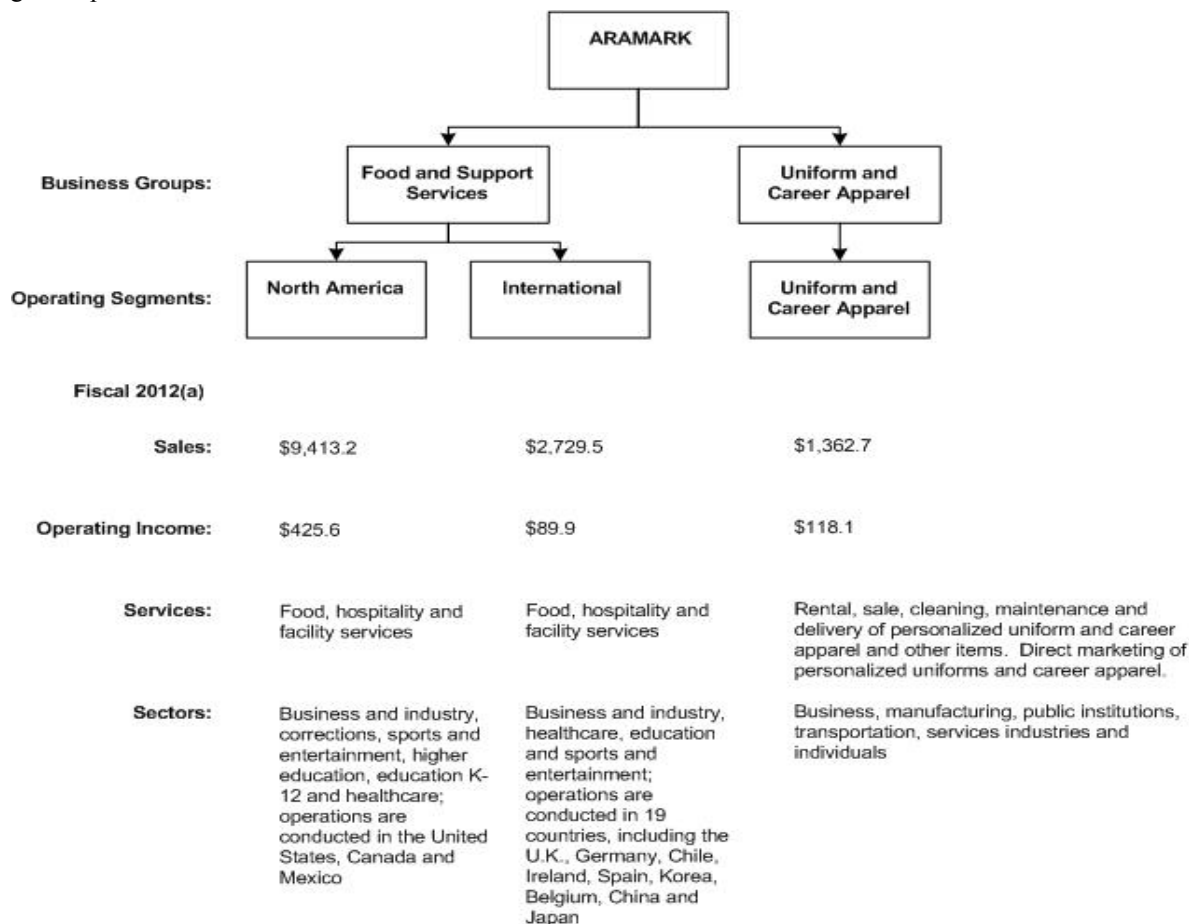 ARAMARK
Business Groups:
Food and Support
Services
Uniform and
Career Apparel
Operating Segments:
North America
International
Uniform and
Career Apparel
Fiscal 2012(a)
Sales:
$9,413.2
$2,729.5
$1,362.7
Operating Income:
$425.6
$89.9
$118.1
Services:
Food, hospitality and
facility services
Food, hospitality and
facility services
Rental, sale, cleaning, maintenance and
delivery of personalized uniform and career
apparel and other items.  Direct marketing of
personalized uniforms and career apparel.
Sectors:
Business and industry,
corrections, sports and
entertainment, higher
education, education K-
12 and healthcare;
operations are
conducted in the United
States, Canada and
Mexico
Business and industry,
healthcare, education
and sports and
entertainment;
operations are
conducted in 19
countries, including the
U.K., Germany, Chile,
Ireland, Spain, Korea,
Belgium, China and
Japan
Business, manufacturing, public institutions,
transportation, services industries and
individuals